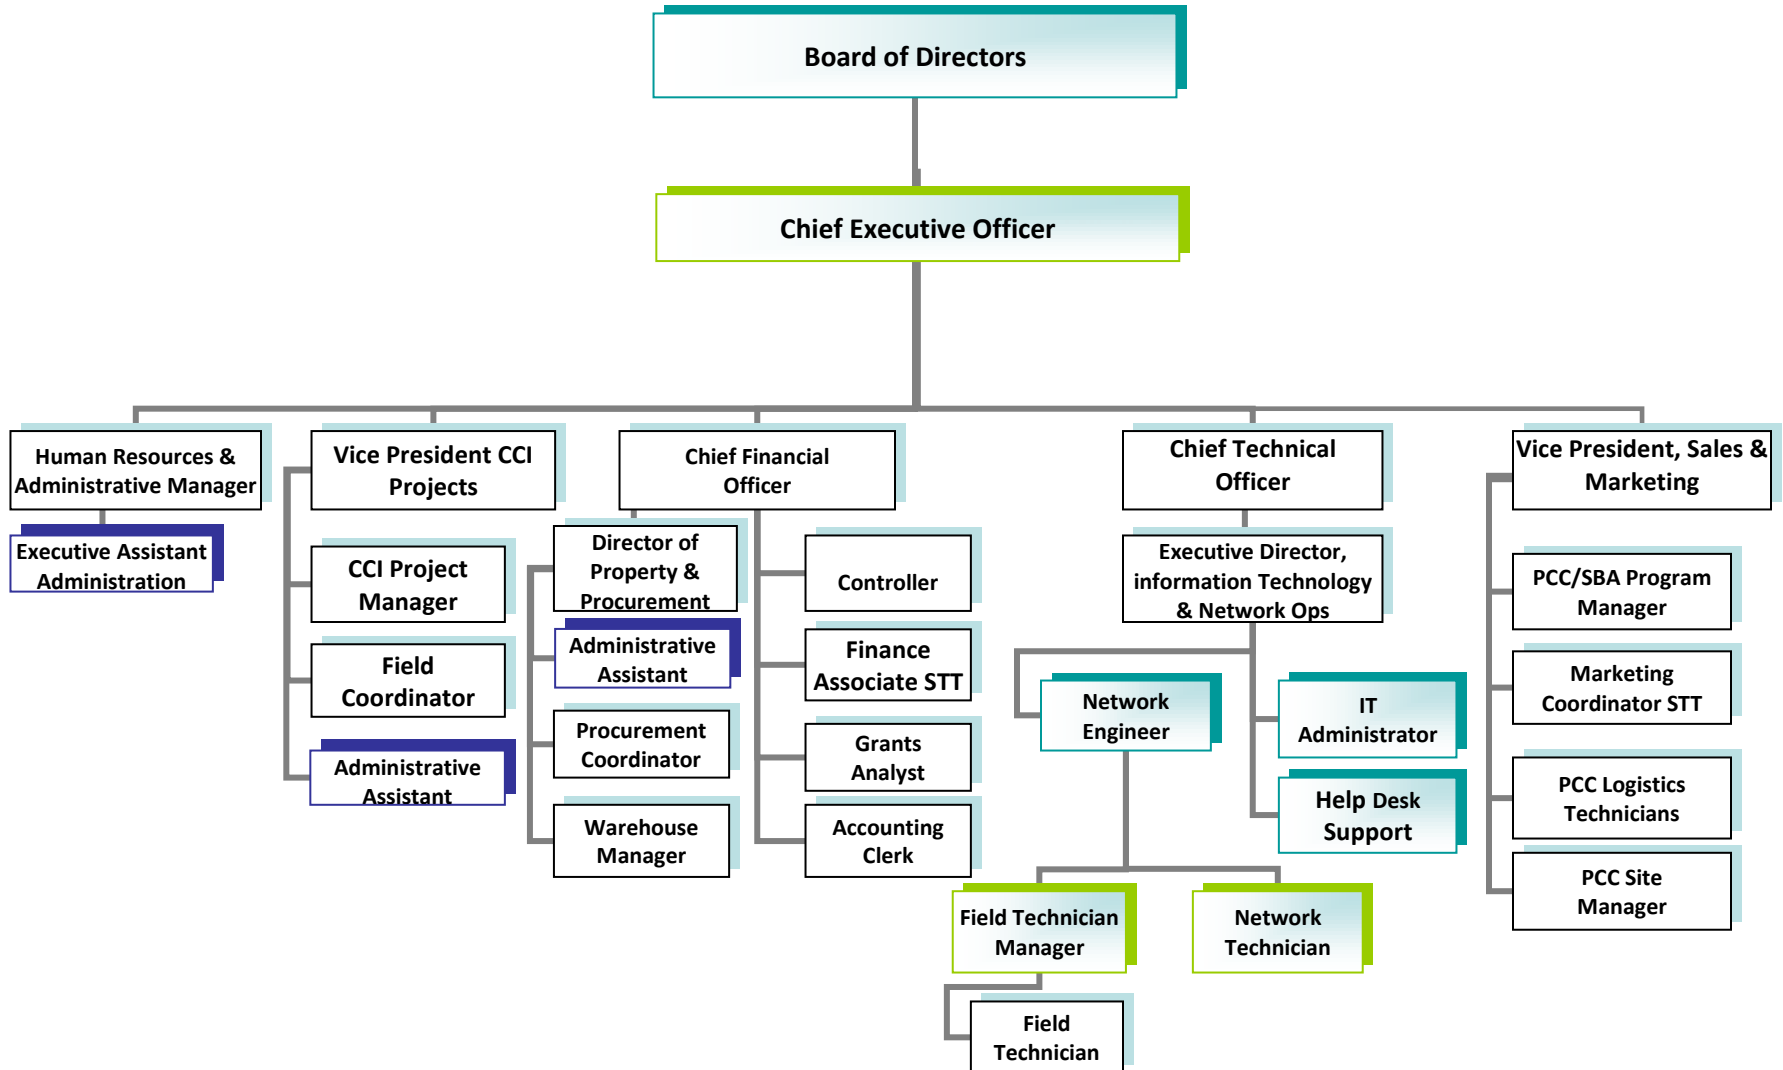 Board of Directors
Chief Executive Officer
Human Resources &
Administrative Manager
Executive Assistant
Administration
Vice President CCI
Projects
CCI Project
Manager
Field
Coordinator
Administrative
Assistant
Chief Financial
Officer
Director of
Property &
Procurement
Administrative
Assistant
Procurement
Coordinator
Warehouse
Manager
Controller
Finance
Associate STT
Grants
Analyst
Accounting
Clerk
Chief Technical
Officer
Executive Director,
information Technology
& Network Ops
Network
Engineer
IT
Administrator
Help Desk
Support
Field Technician
Manager
Network
Technician
Field
Technician
Vice President, Sales &
Marketing
PCC/SBA Program
Manager
Marketing
Coordinator STT
PCC Logistics
Technicians
PCC Site
Manager